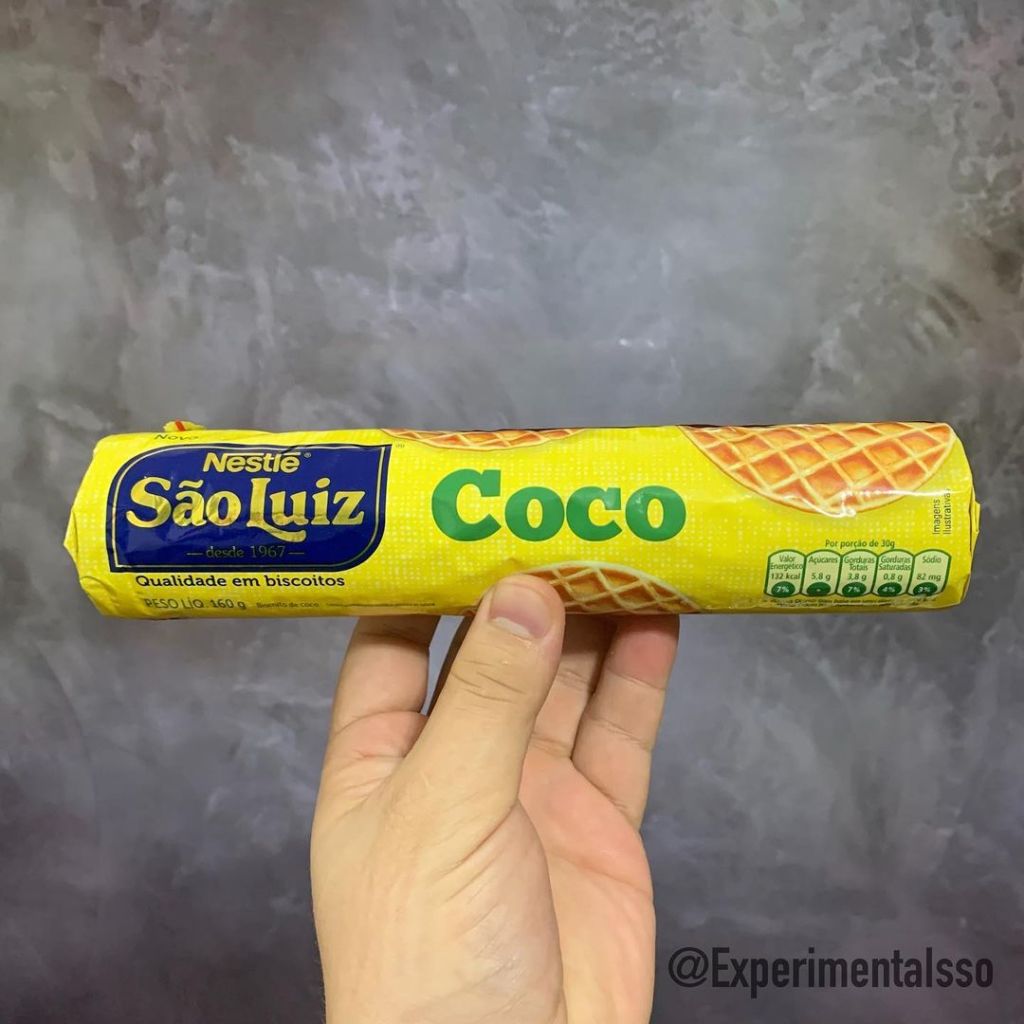 Novo
Nestlé®
São Luiz
desde 1967
Qualidade em biscoitos
PESO LÍQ. 160 g Biscoito de coco
Coco
Imagens
Ilustrativas
Por porção de 30g
Valor Energético 132 kcal 7%
Açúcares 5,8 g
Gorduras Totais 3,8 g 7%
Gorduras Saturadas 0,8 g 4%
Sódio 82 mg 3%
@ExperimentaIsso